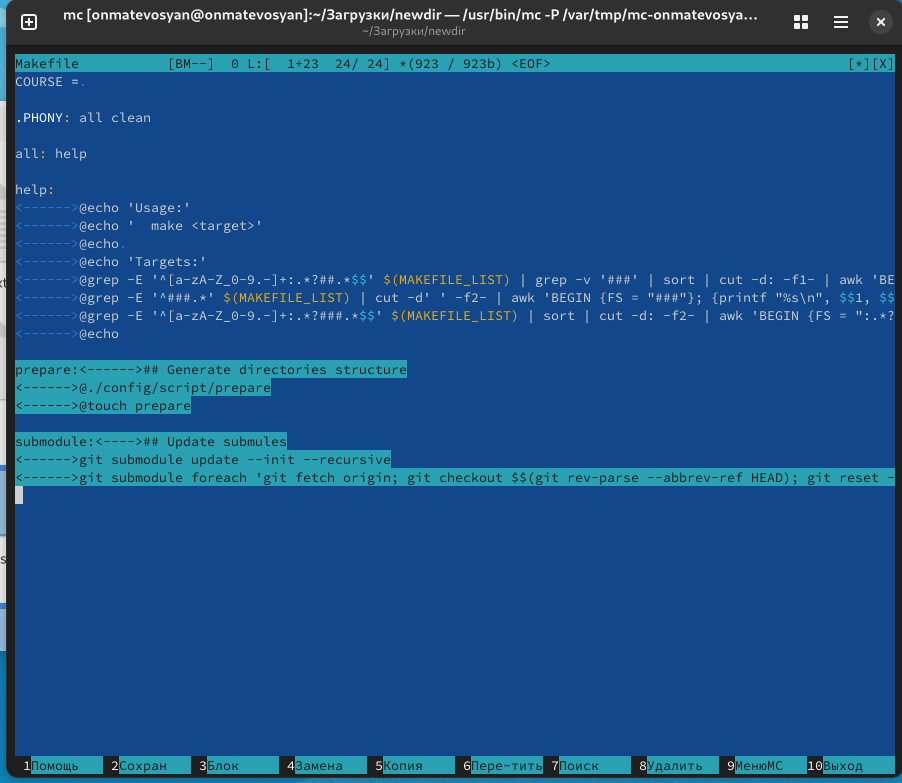 mc [onmatevosyan@onmatevosyan]:~/Загрузки/newdir — /usr/bin/mc -P /var/tmp/mc-onmatevosya…
~/Загрузки/newdir
Makefile [BM--] 0 L:[ 1+23 24/ 24] *(923 / 923b) <EOF> [*][X]
COURSE =.
.PHONY: all clean
all: help
help:
<------>@echo 'Usage:'
<------>@echo '  make <target>'
<------>@echo.
<------>@echo 'Targets:'
<------>@grep -E '^[a-zA-Z_0-9.-]+:.*?##.*$$' $(MAKEFILE_LIST) | grep -v '###' | sort | cut -d: -f1- | awk 'BE
<------>@grep -E '^###.*' $(MAKEFILE_LIST) | cut -d' ' -f2- | awk 'BEGIN {FS = "###"}; {printf "%s\n", $$1, $$
<------>@grep -E '^[a-zA-Z_0-9.-]+:.*?###.*$$' $(MAKEFILE_LIST) | sort | cut -d: -f2- | awk 'BEGIN {FS = ":.*?
<------>@echo
prepare:<------>## Generate directories structure
<------>@./config/script/prepare
<------>@touch prepare
submodule:<---->## Update submules
<------>git submodule update --init --recursive
<------>git submodule foreach 'git fetch origin; git checkout $$(git rev-parse --abbrev-ref HEAD); git reset -
1Помощь 2Сохран 3Блок 4Замена 5Копия 6Пере~тить 7Поиск 8Удалить 9МенюMC 10Выход